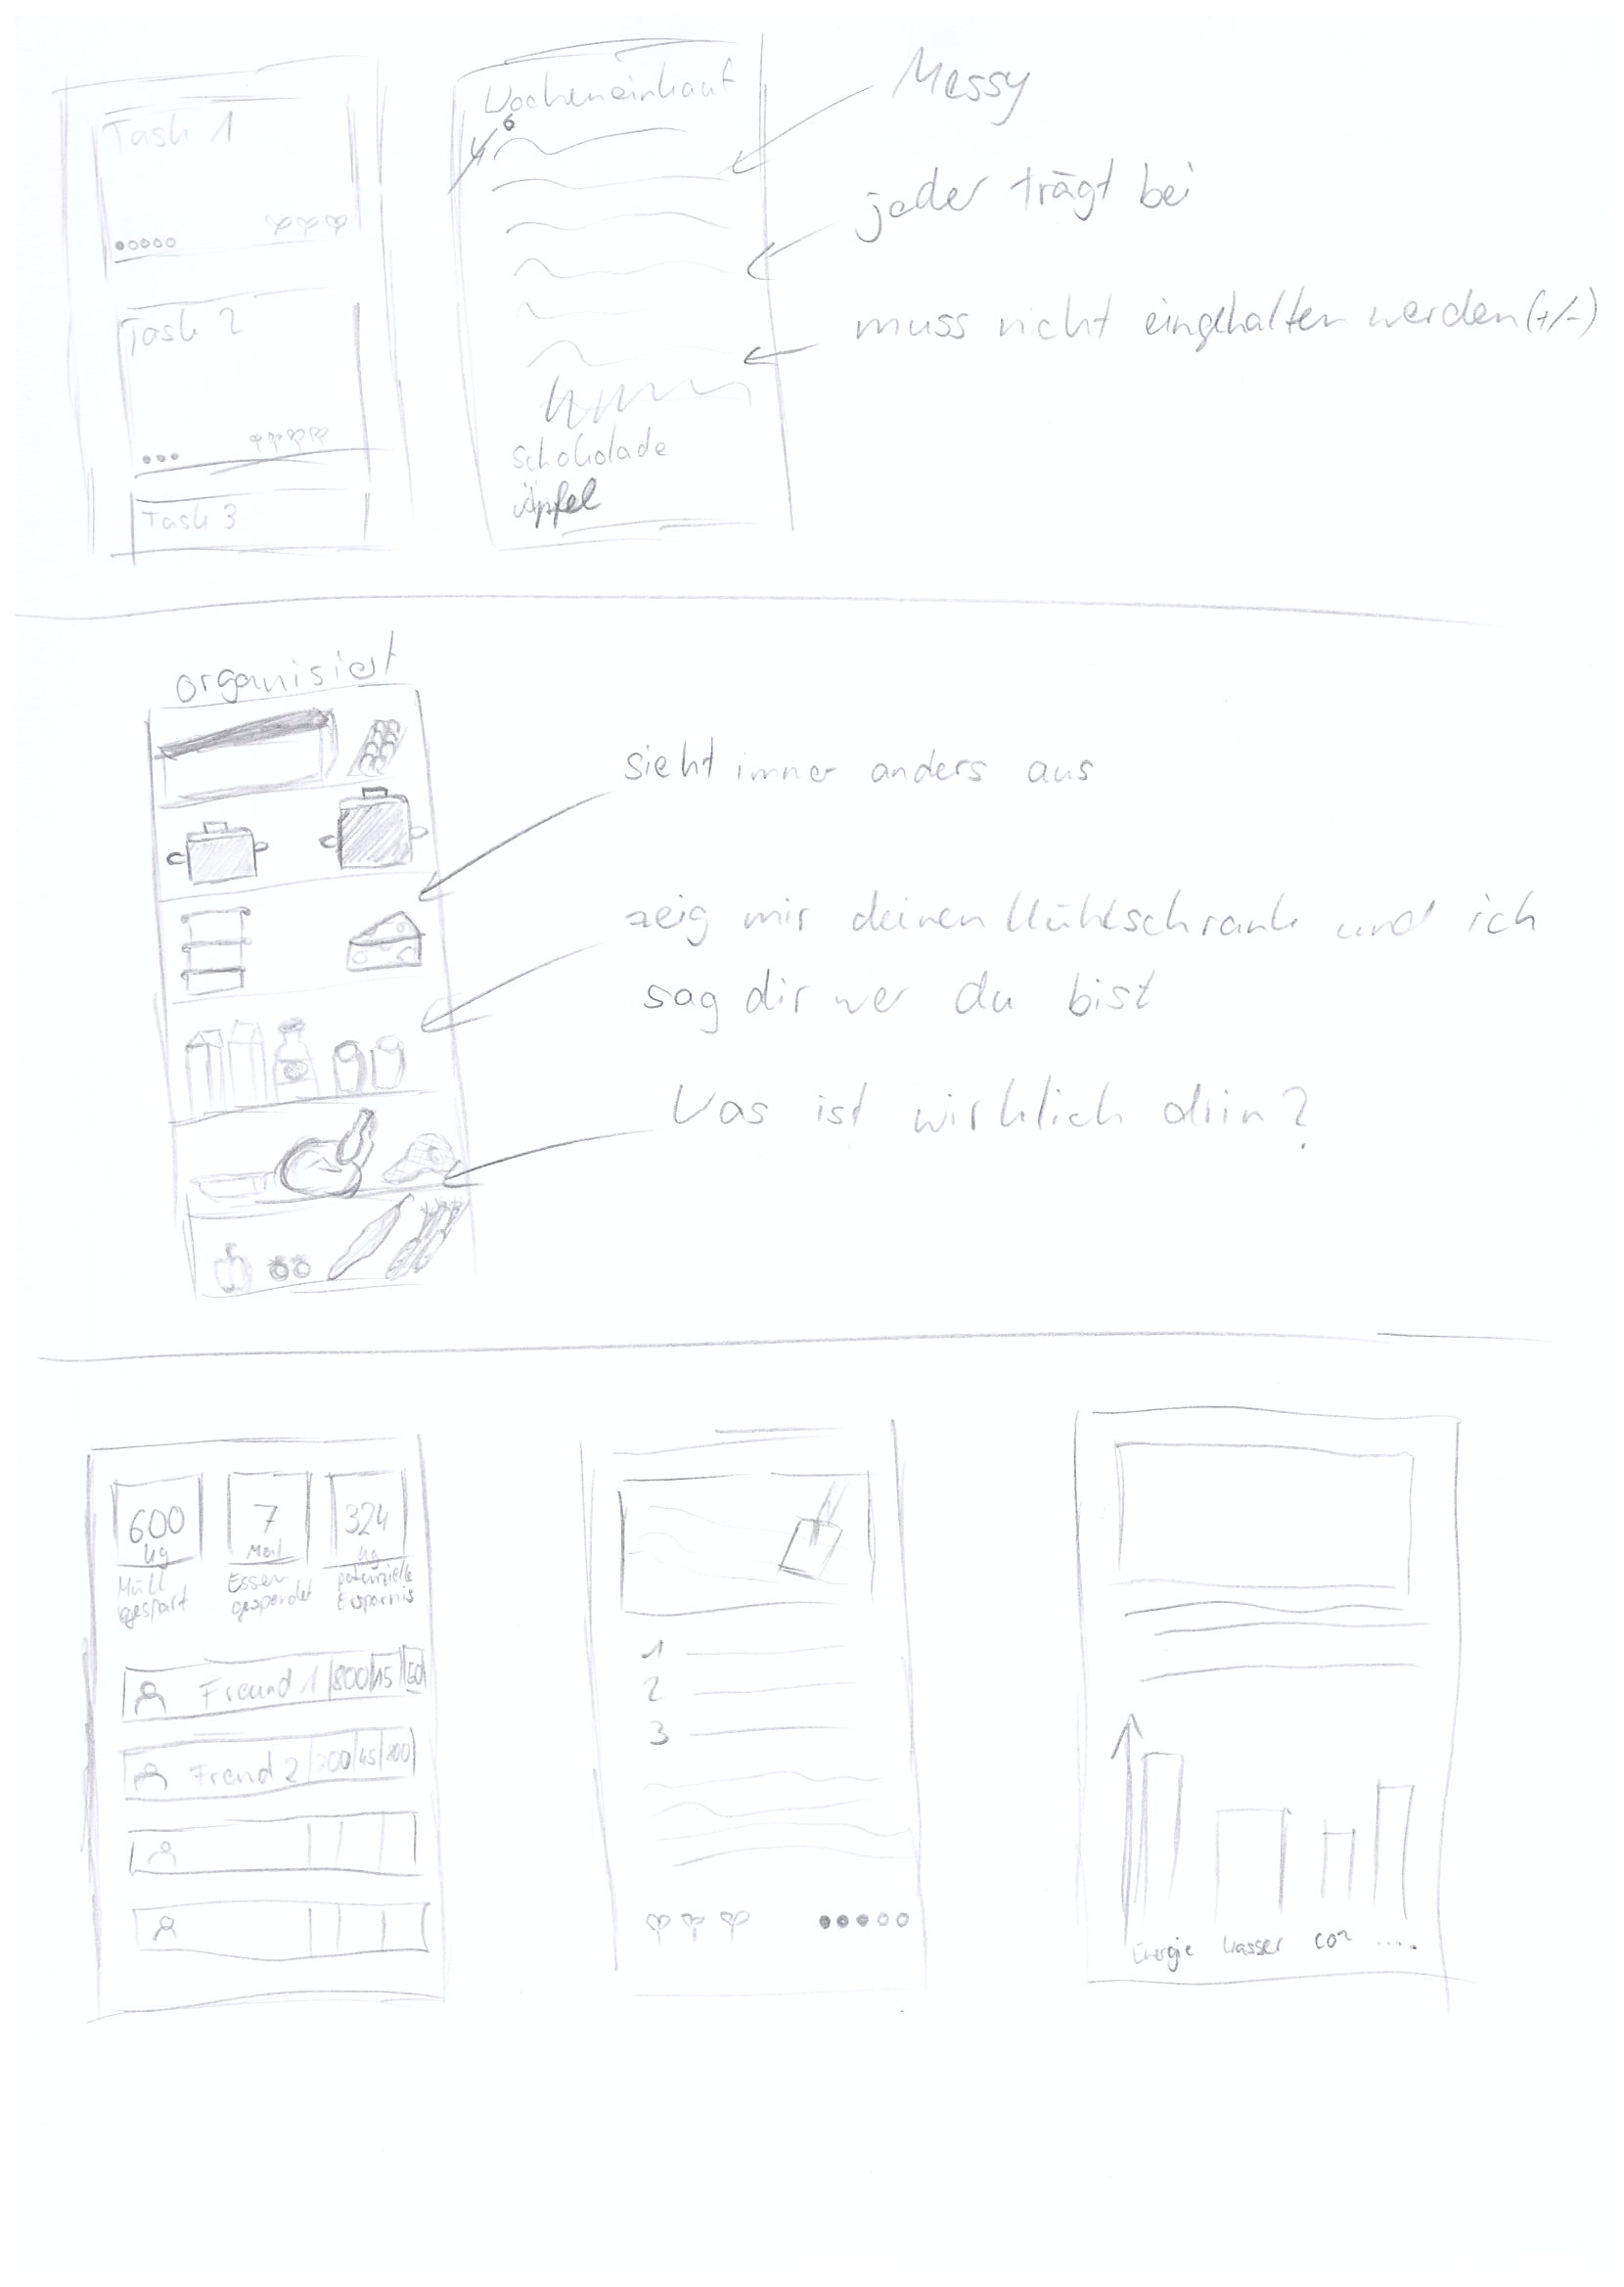 Task 1
Task 2
Task 3
Wocheneinkauf
4 6
Schokolade
Äpfel
Messy
jeder trägt bei
muss nicht eingehalten werden (+/-)
organisiert
sieht immer anders aus
zeig mir deinen Kühlschrank und ich
sag dir wer du bist
Was ist wirklich drin?
600 kg
Müll
gespart
7 Mal
Essen
gespendet
324 kg
potenzielle
Ersparnis
Freund 1 800 15 60
Frend 2 200 45 800
1
2
3
Energie Wasser CO2 .....